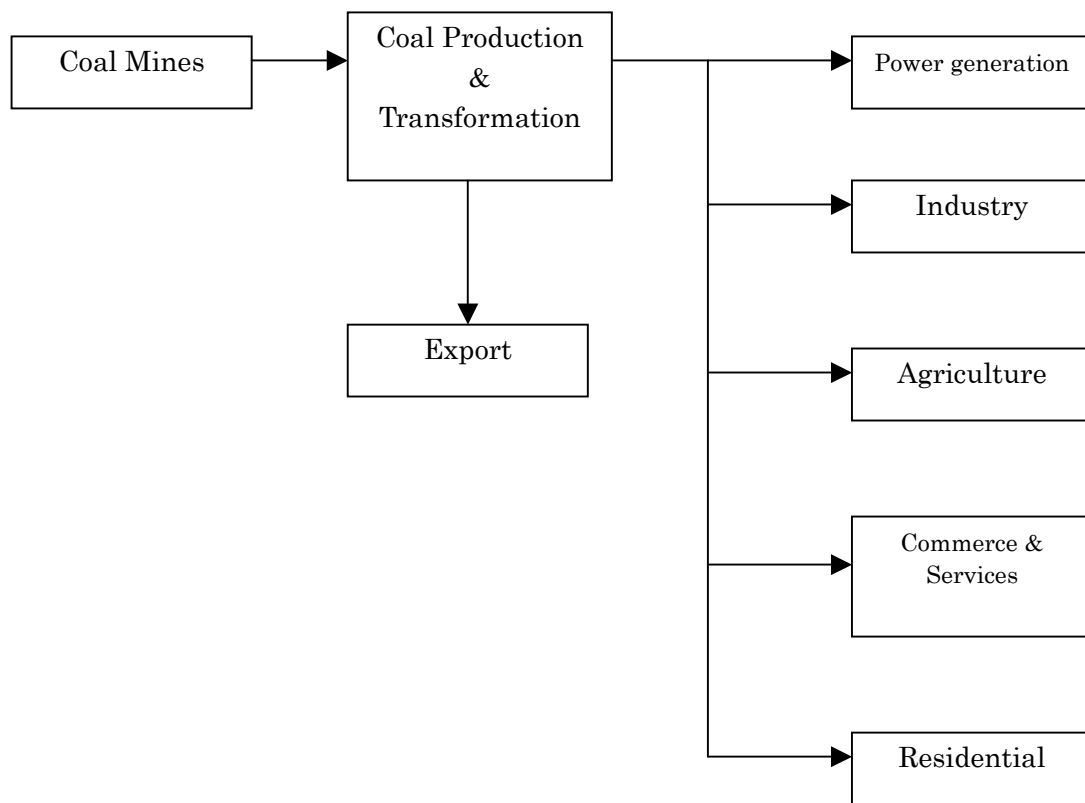 Coal Mines
Coal Production
&
Transformation
Export
Power generation
Industry
Agriculture
Commerce &
Services
Residential